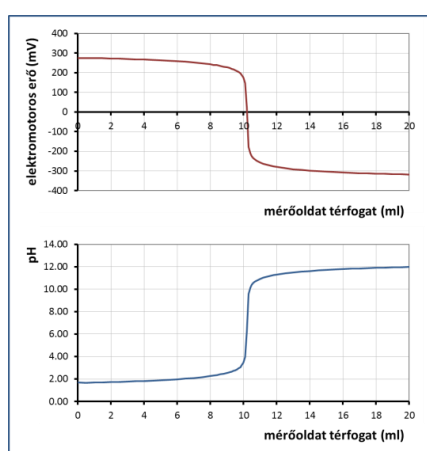 elektromotoros erő (mV)
400
300
200
100
0
-100
-200
-300
-400
0 2 4 6 8 10 12 14 16 18 20
mérőoldat térfogat (ml)
pH
14.00
12.00
10.00
8.00
6.00
4.00
2.00
0.00
0 2 4 6 8 10 12 14 16 18 20
mérőoldat térfogat (ml)